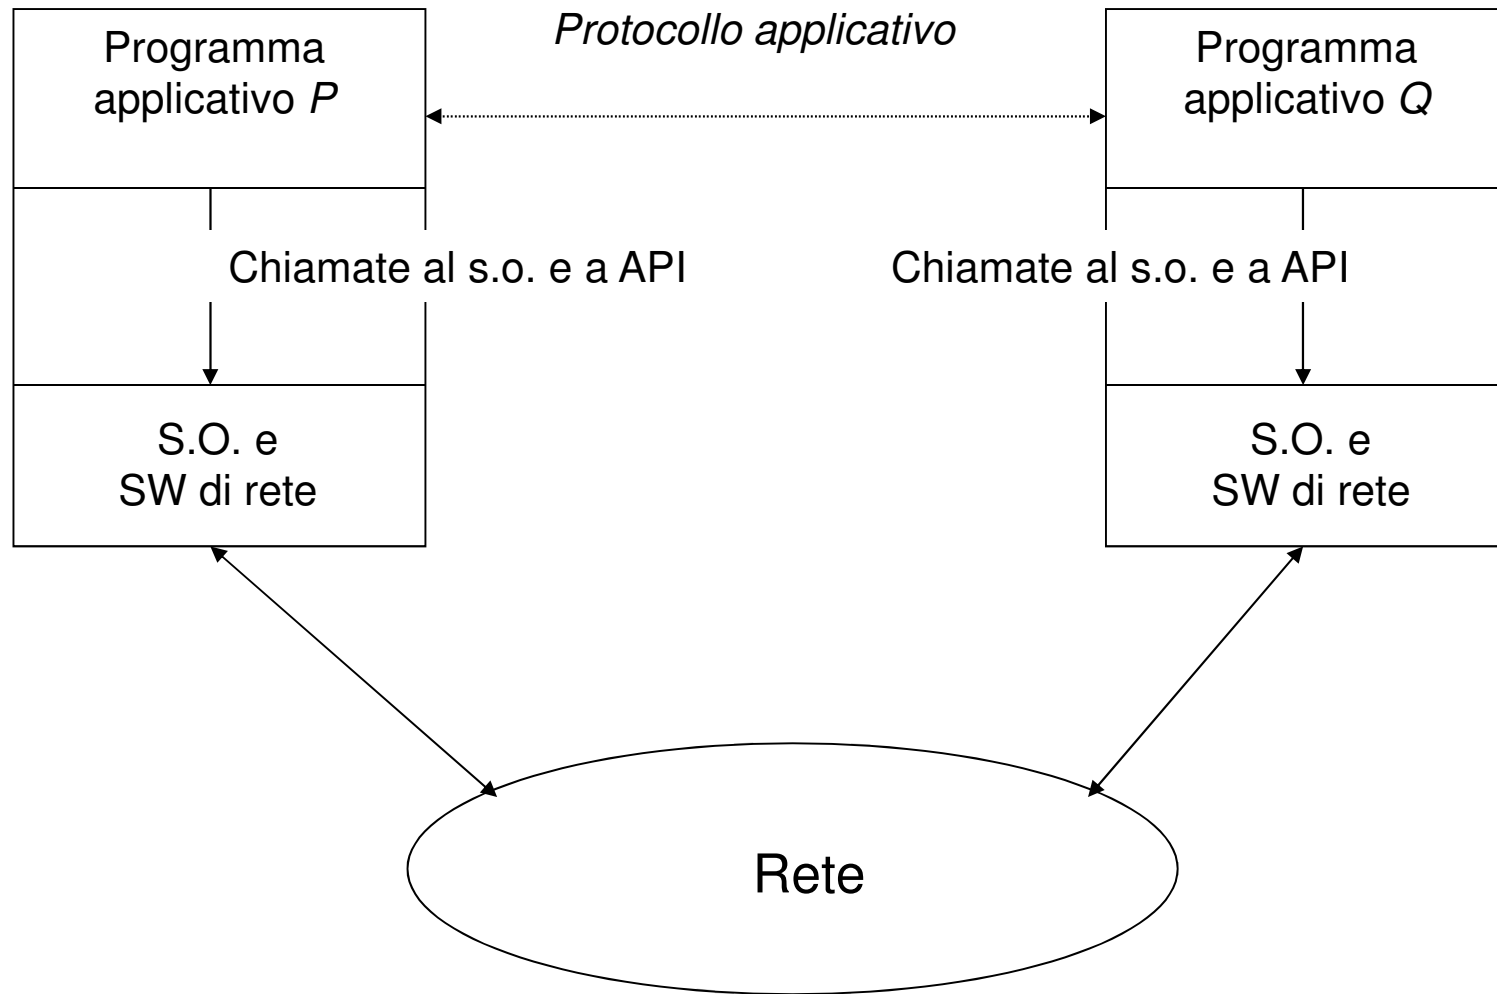 Programma
applicativo P
Protocollo applicativo
Programma
applicativo Q
Chiamate al s.o. e a API
Chiamate al s.o. e a API
S.O. e
SW di rete
S.O. e
SW di rete
Rete